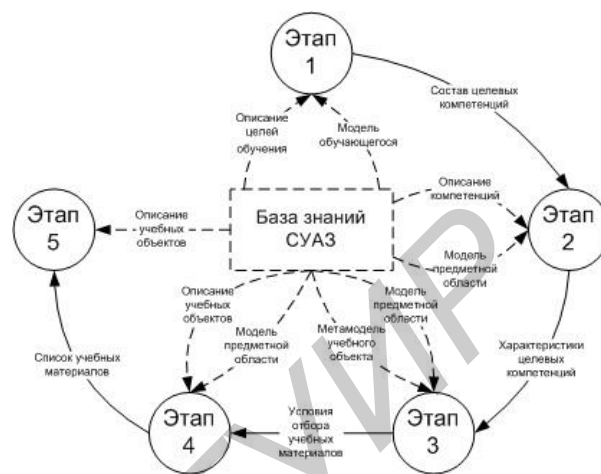 Этап
1
Состав целевых
компетенций
Описание
целей
обучения
Модель
обучающегося
Этап
5
Описание
учебных
объектов
База знаний
СУАЗ
Описание
компетенций
Этап
2
Модель
предметной
области
Описание
учебных
объектов
Модель
предметной
области
Метамодель
учебного
объекта
Модель
предметной
области
Список учебных
материалов
Характеристики
целевых
компетенций
Этап
4
Условия
отбора
учебных
материалов
Этап
3
УИР